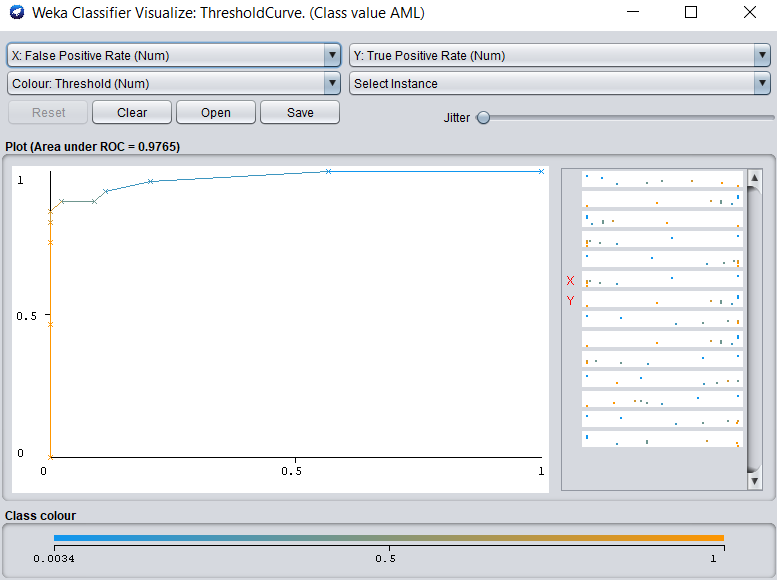 Weka Classifier Visualize: ThresholdCurve. (Class value AML)
X: False Positive Rate (Num) Y: True Positive Rate (Num)
Colour: Threshold (Num) Select Instance
Reset Clear Open Save Jitter
Plot (Area under ROC = 0.9765)
1
0.5
0
0 0.5 1
X
Y
Class colour
0.0034 0.5 1